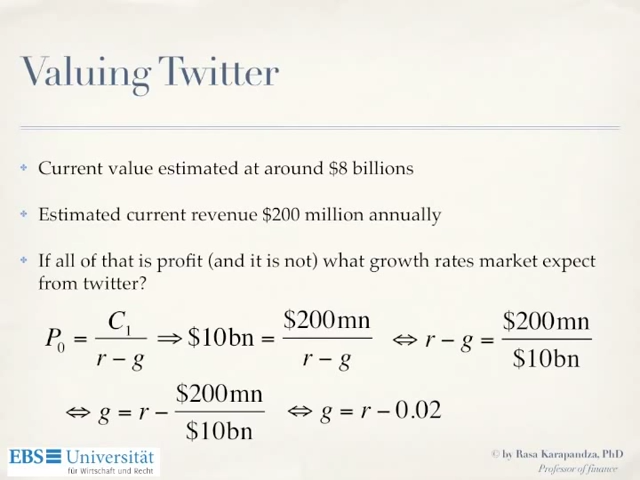 Valuing Twitter
Current value estimated at around $8 billions
Estimated current revenue $200 million annually
If all of that is profit (and it is not) what growth rates market expect
from twitter?
P₀ = C₁ / (r − g) ⇒ $10bn = $200mn / (r − g) ⇔ r − g = $200mn / $10bn
⇔ g = r − $200mn / $10bn ⇔ g = r − 0.02
EBS Universität
für Wirtschaft und Recht
© by Rasa Karapandza, PhD
Professor of finance